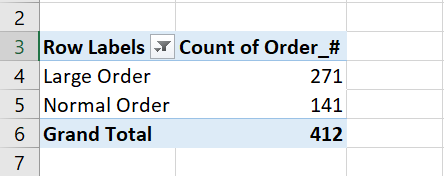 2
3 Row Labels Count of Order_#
4 Large Order 271
5 Normal Order 141
6 Grand Total 412
7